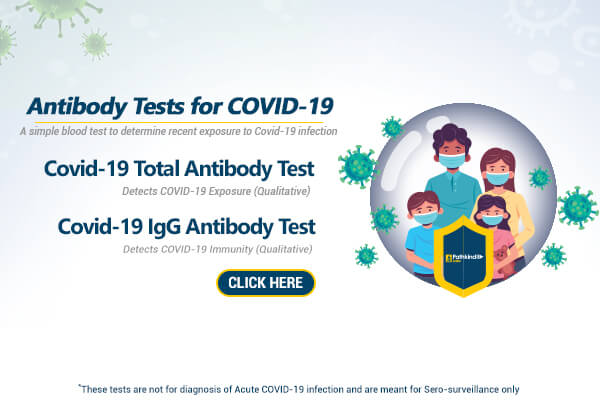 Antibody Tests for COVID-19
A simple blood test to determine recent exposure to Covid-19 infection
Covid-19 Total Antibody Test
Detects COVID-19 Exposure (Qualitative)
Covid-19 IgG Antibody Test
Detects COVID-19 Immunity (Qualitative)
Pathkind
CLICK HERE
*These tests are not for diagnosis of Acute COVID-19 infection and are meant for Sero-surveillance only